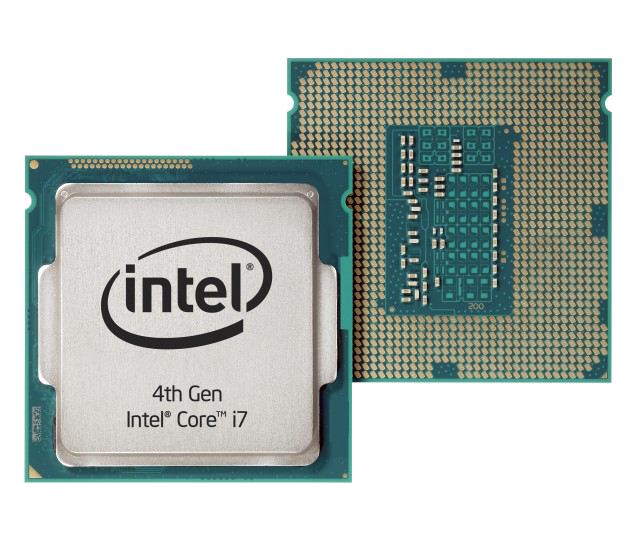 intel®
4th Gen
Intel® Core™ i7
200